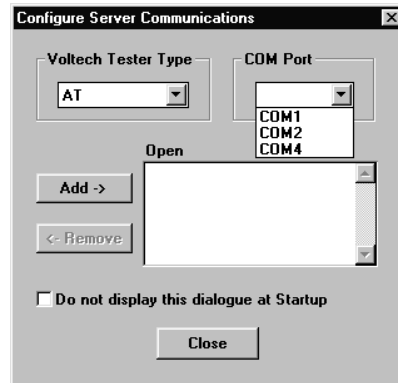 Configure Server Communications
Voltech Tester Type
COM Port
AT
COM1
COM2
COM4
Open
Add ->
<- Remove
Do not display this dialogue at Startup
Close